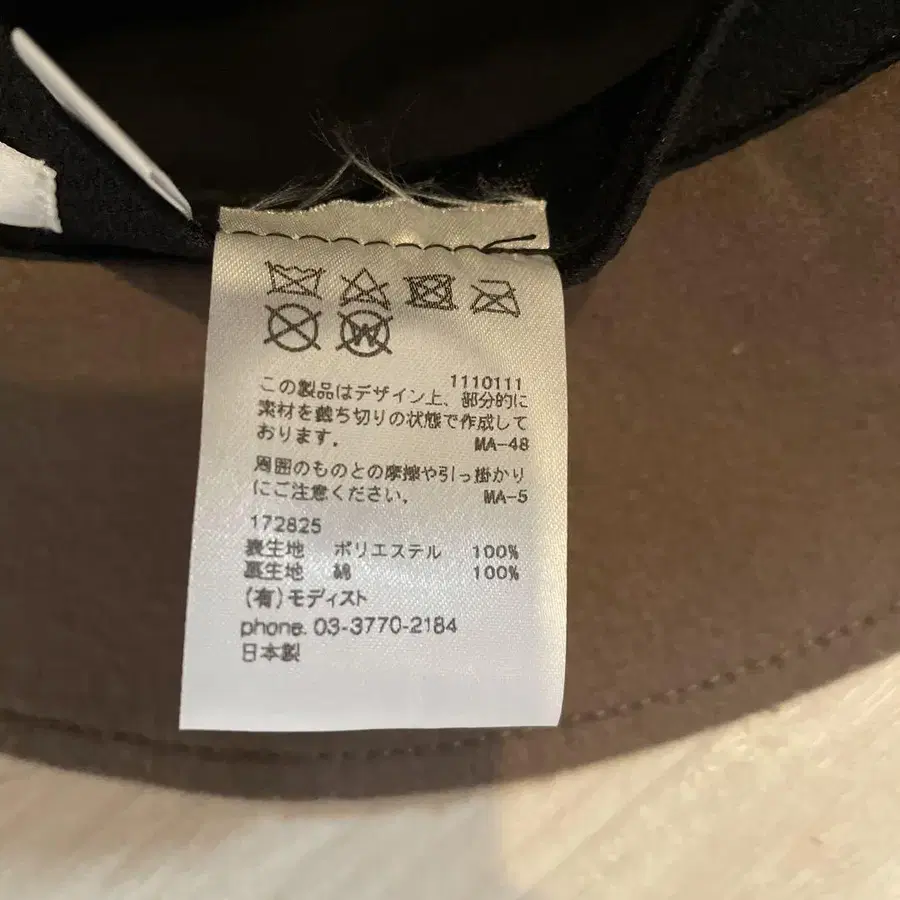 W
1110111
この製品はデザイン上、部分的に
素材を裁ち切りの状態で作成して
おります。 MA-48
周囲のものとの摩擦や引っ掛かり
にご注意ください。 MA-5
172825
表生地 ポリエステル 100%
裏生地 綿 100%
(有)モディスト
phone. 03-3770-2184
日本製